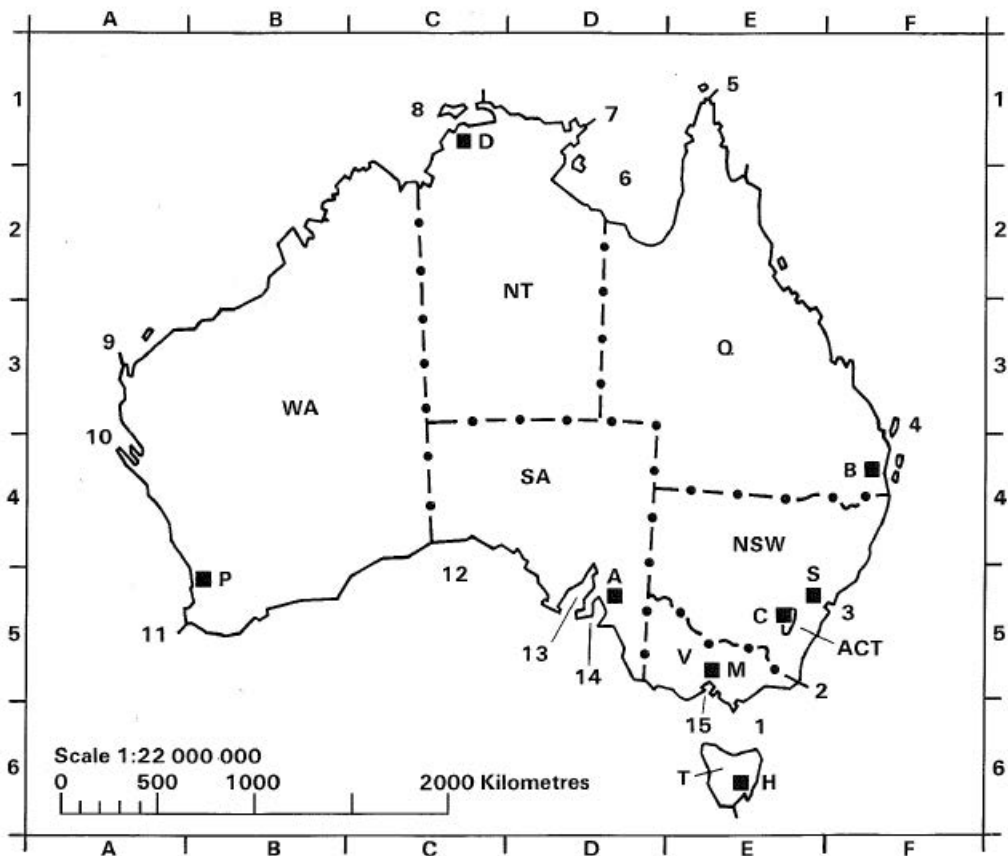 A B C D E F
1 8 5 7 1
D
6
2 2
NT
9 3 Q 3
WA
10 4
SA B
4 4
NSW
12 A S
P C 3
5 11 13 ACT 5
14 V M 2
15 1
Scale 1:22 000 000
6 0 500 1000 2000 Kilometres T H 6
A B C D E F